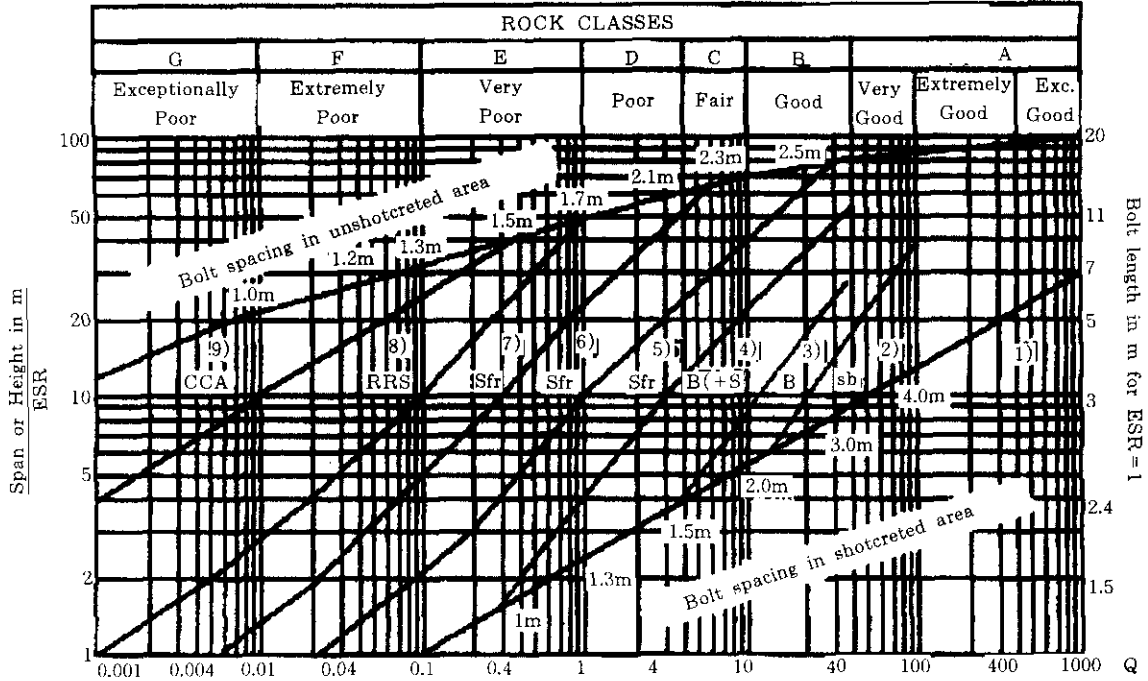 ROCK CLASSES
G F E D C B A
Exceptionally Poor
Extremely Poor
Very Poor
Poor
Fair
Good
Very Good
Extremely Good
Exc. Good
Span or Height in m
ESR
100
50
20
10
5
2
1
Bolt spacing in unshotcreted area
1.0m
1.2m
1.3m
1.5m
1.7m
2.1m
2.3m
2.5m
9) 8) 7) 6) 5) 4) 3) 2) 1)
CCA RRS Sfr Sfr Sfr B(+S) B sb
4.0m
3.0m
2.0m
1.5m
1.3m
1m
Bolt spacing in shotcreted area
20
11
7
5
3
2.4
1.5
Bolt length in m for ESR=1
0.001 0.004 0.01 0.04 0.1 0.4 1 4 10 40 100 400 1000 Q